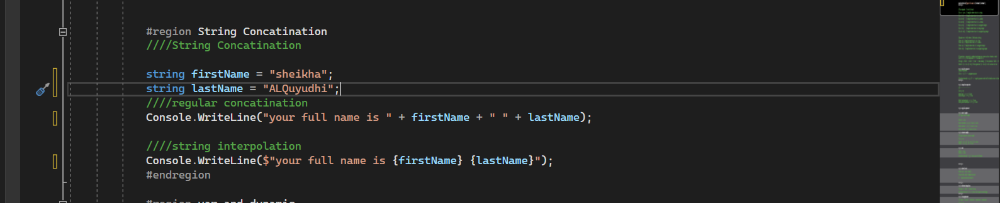 #region String Concatination
////String Concatination
string firstName = "sheikha";
string lastName = "ALQuyudhi";
////regular concatination
Console.WriteLine("your full name is " + firstName + " " + lastName);
////string interpolation
Console.WriteLine($"your full name is {firstName} {lastName}");
#endregion
#region var and dynamic